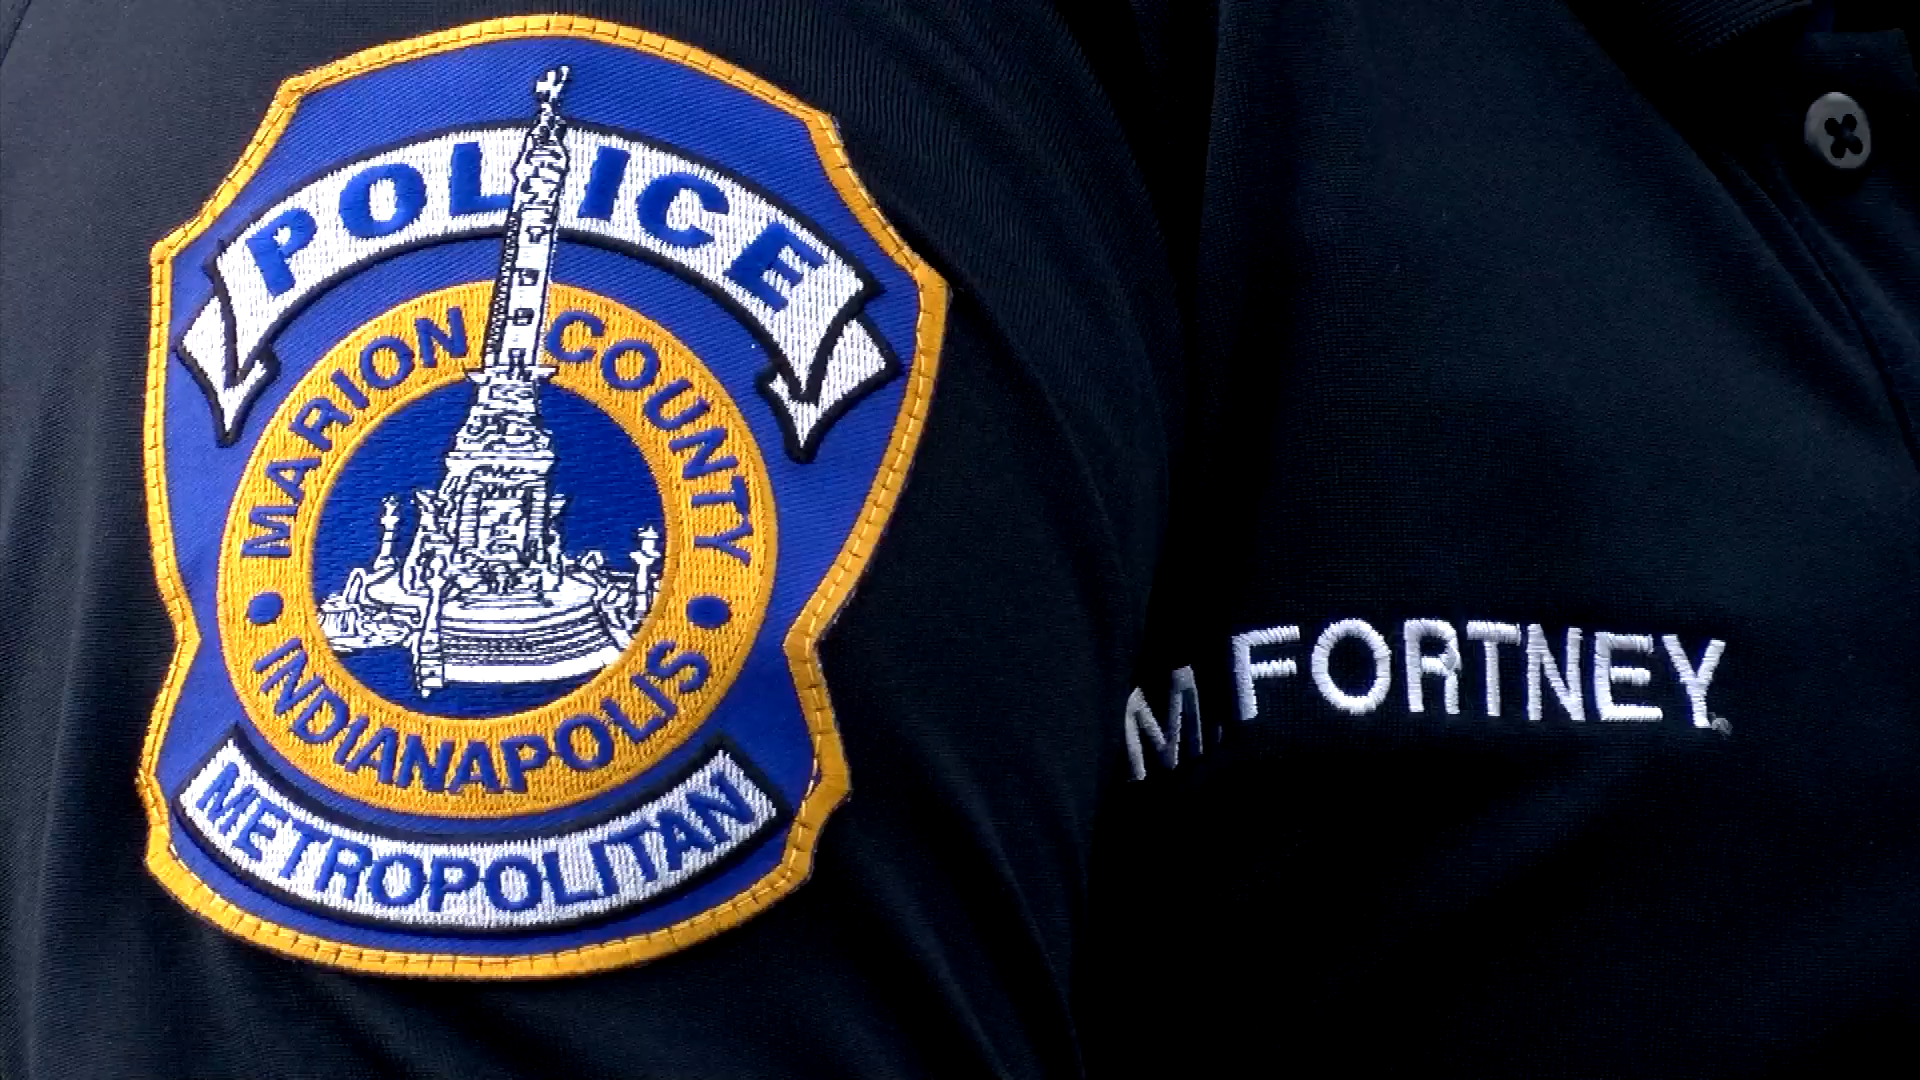 POLICE
MARION COUNTY
INDIANAPOLIS
METROPOLITAN
M. FORTNEY